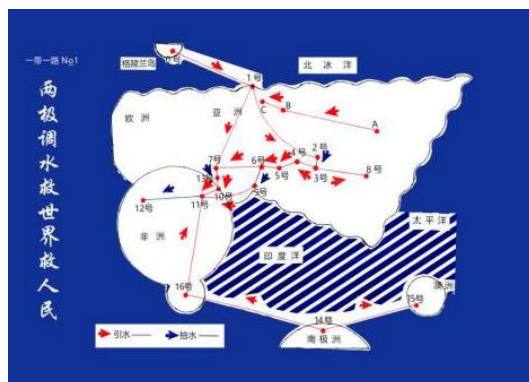 一带一路 No1
两极调水救世界救人民
格陵兰岛
北冰洋
1号
C
B
A
欧洲
亚洲
2号
4号
3号
8号
7号
6号
5号
13号
10号
9号
11号
12号
非洲
太平洋
印度洋
澳洲
16号
15号
14号
南极洲
引水
抽水